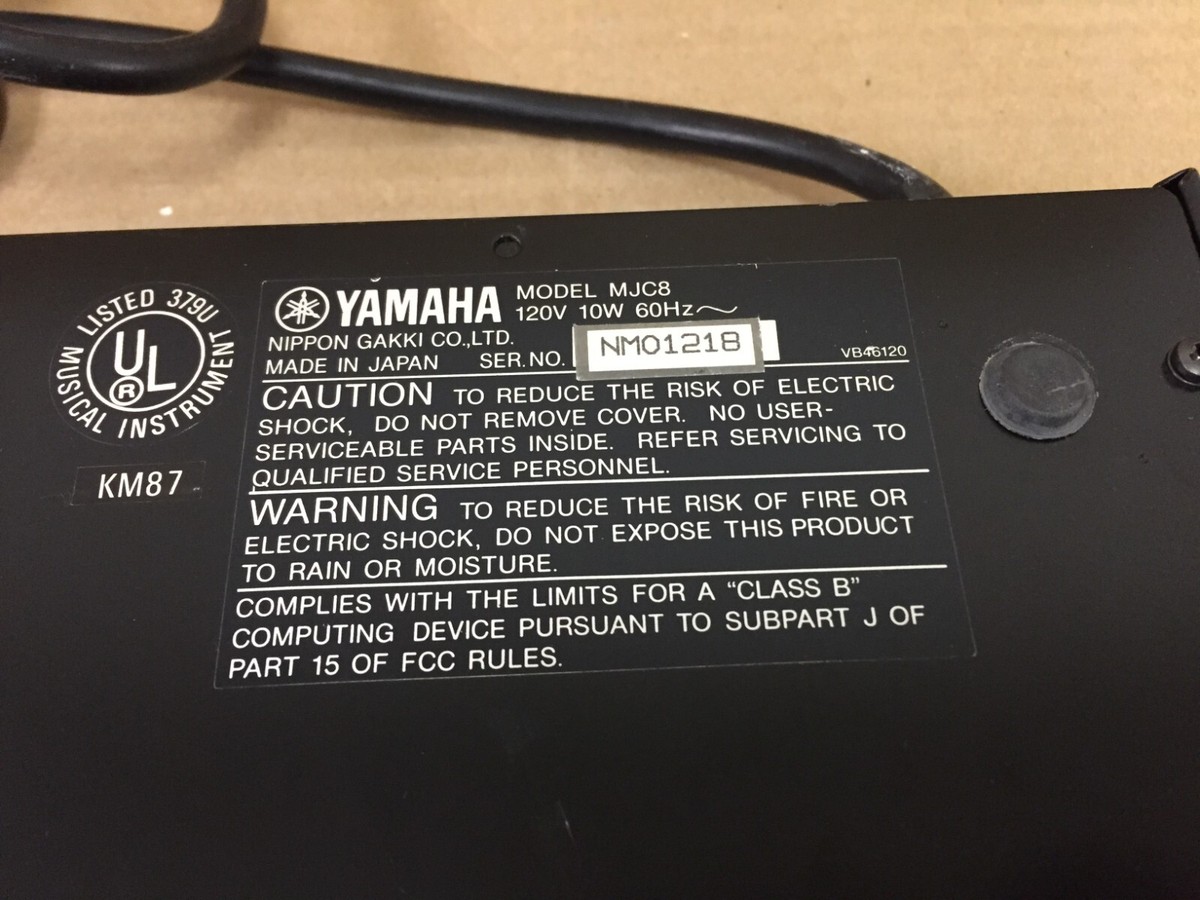 LISTED 379U
UL
®
MUSICAL INSTRUMENT
KM87
YAMAHA MODEL MJC8
120V 10W 60Hz～
NIPPON GAKKI CO.,LTD.
MADE IN JAPAN SER.NO. NM01218 VB46120
CAUTION TO REDUCE THE RISK OF ELECTRIC
SHOCK, DO NOT REMOVE COVER. NO USER-
SERVICEABLE PARTS INSIDE. REFER SERVICING TO
QUALIFIED SERVICE PERSONNEL.
WARNING TO REDUCE THE RISK OF FIRE OR
ELECTRIC SHOCK, DO NOT EXPOSE THIS PRODUCT
TO RAIN OR MOISTURE.
COMPLIES WITH THE LIMITS FOR A “CLASS B”
COMPUTING DEVICE PURSUANT TO SUBPART J OF
PART 15 OF FCC RULES.